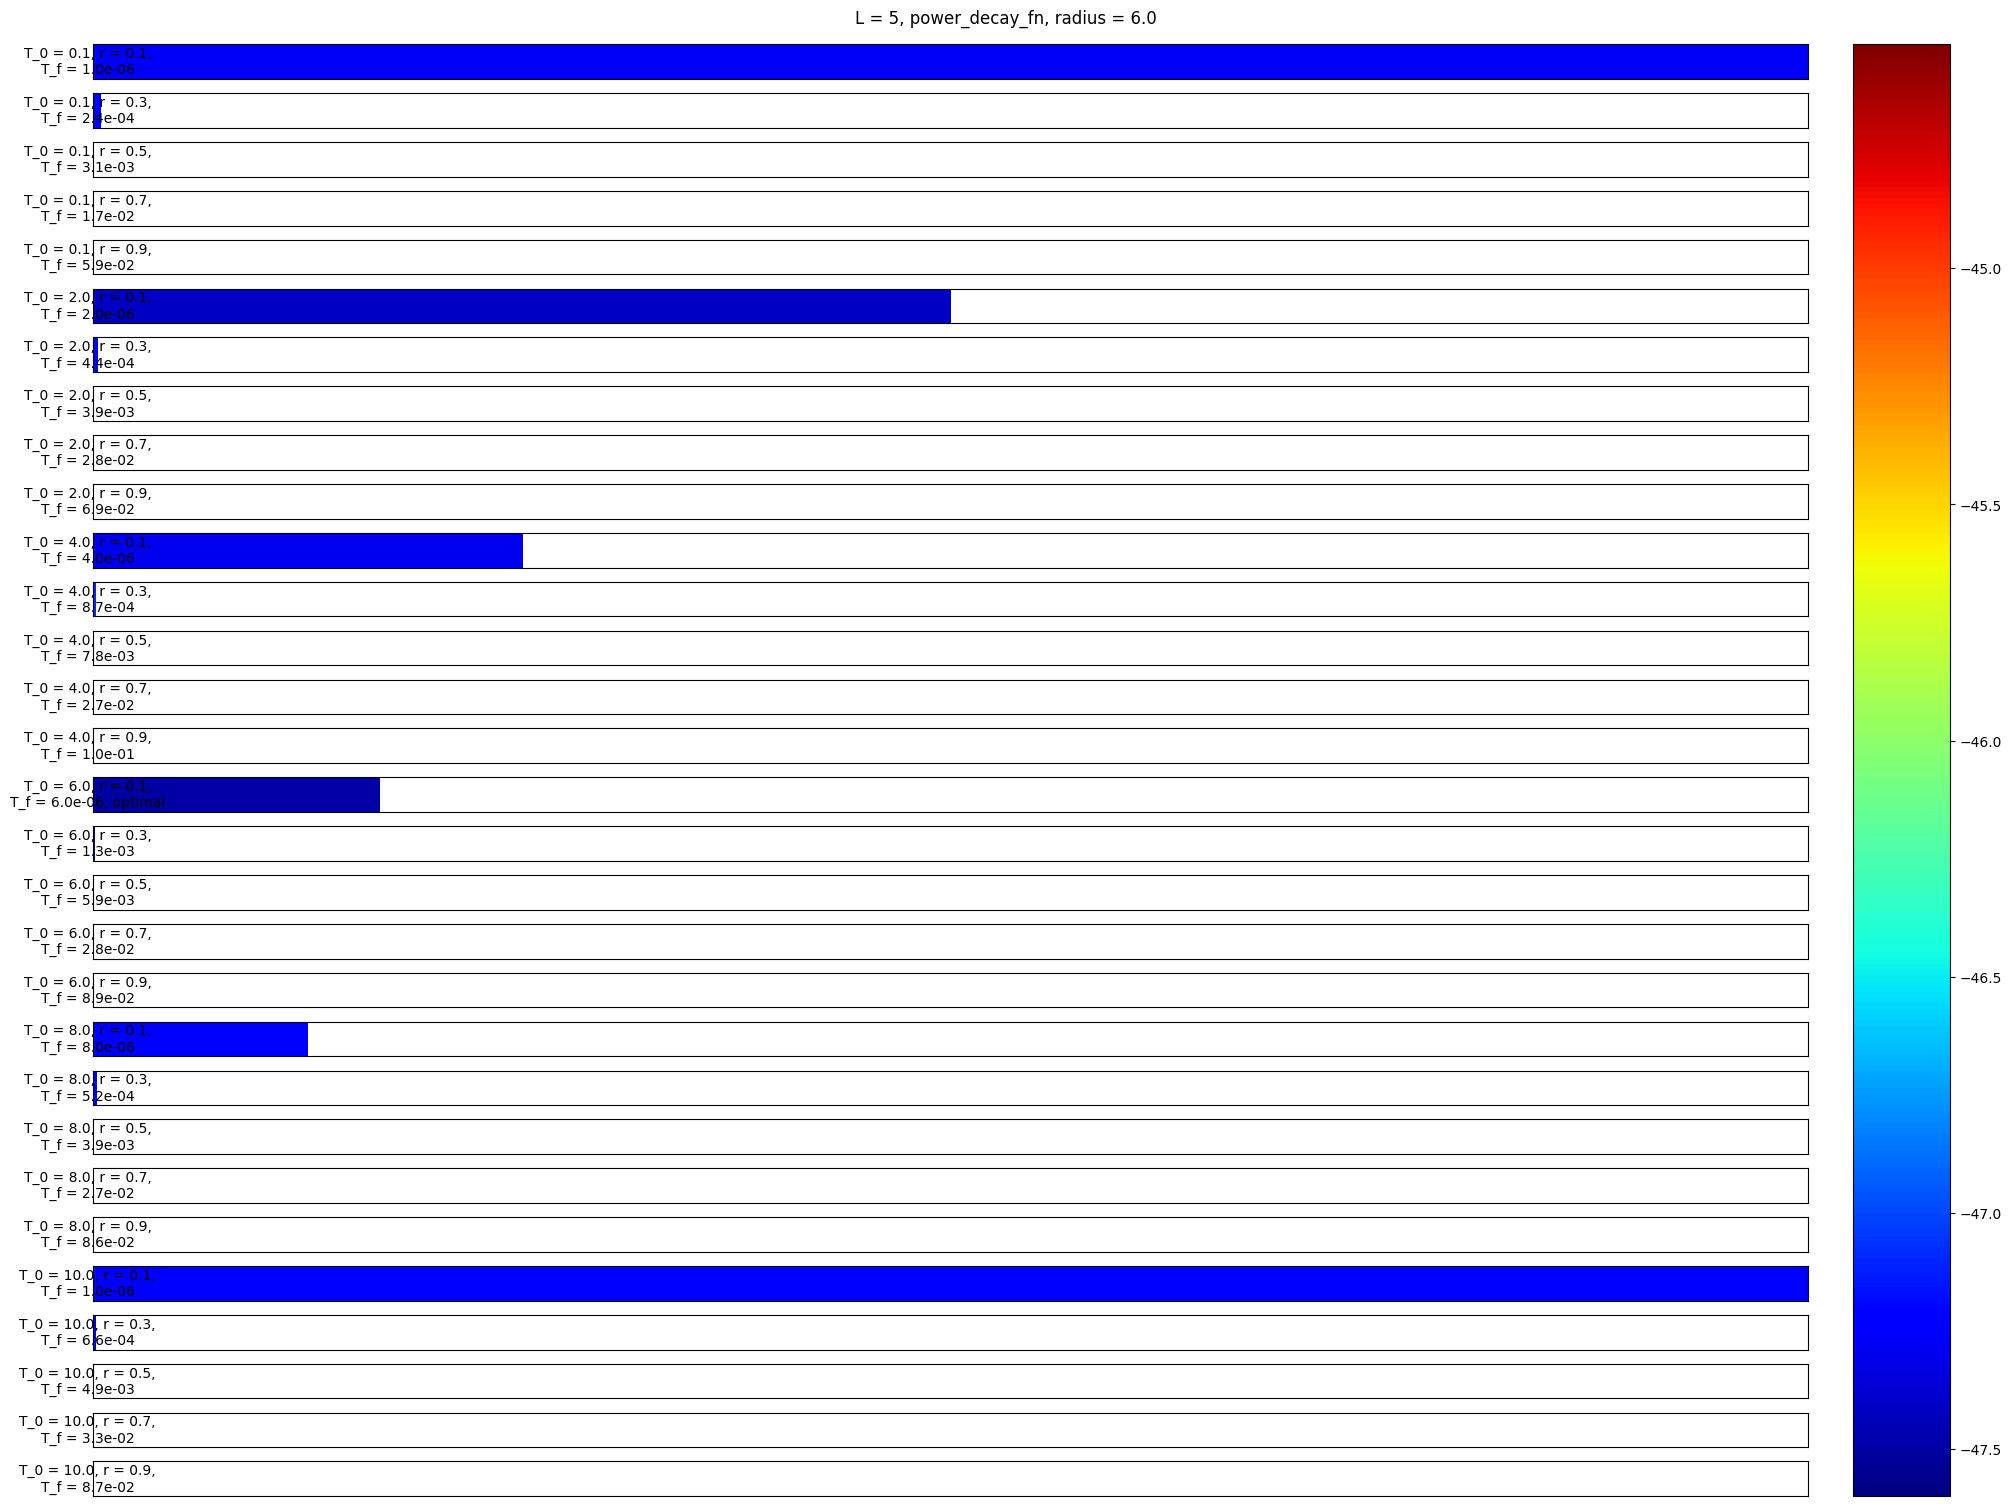 L = 5, power_decay_fn, radius = 6.0
T_0 = 0.1, r = 0.1,
T_f = 1.0e-06
T_0 = 0.1, r = 0.3,
T_f = 2.4e-04
T_0 = 0.1, r = 0.5,
T_f = 3.1e-03
T_0 = 0.1, r = 0.7,
T_f = 1.7e-02
T_0 = 0.1, r = 0.9,
T_f = 5.9e-02
T_0 = 2.0, r = 0.1,
T_f = 2.0e-06
T_0 = 2.0, r = 0.3,
T_f = 4.4e-04
T_0 = 2.0, r = 0.5,
T_f = 3.9e-03
T_0 = 2.0, r = 0.7,
T_f = 2.8e-02
T_0 = 2.0, r = 0.9,
T_f = 6.9e-02
T_0 = 4.0, r = 0.1,
T_f = 4.0e-06
T_0 = 4.0, r = 0.3,
T_f = 8.7e-04
T_0 = 4.0, r = 0.5,
T_f = 7.8e-03
T_0 = 4.0, r = 0.7,
T_f = 2.7e-02
T_0 = 4.0, r = 0.9,
T_f = 1.0e-01
T_0 = 6.0, r = 0.1,
T_f = 6.0e-06, optimal
T_0 = 6.0, r = 0.3,
T_f = 1.3e-03
T_0 = 6.0, r = 0.5,
T_f = 5.9e-03
T_0 = 6.0, r = 0.7,
T_f = 2.8e-02
T_0 = 6.0, r = 0.9,
T_f = 8.9e-02
T_0 = 8.0, r = 0.1,
T_f = 8.0e-06
T_0 = 8.0, r = 0.3,
T_f = 5.2e-04
T_0 = 8.0, r = 0.5,
T_f = 3.9e-03
T_0 = 8.0, r = 0.7,
T_f = 2.7e-02
T_0 = 8.0, r = 0.9,
T_f = 8.6e-02
T_0 = 10.0, r = 0.1,
T_f = 1.0e-06
T_0 = 10.0, r = 0.3,
T_f = 6.6e-04
T_0 = 10.0, r = 0.5,
T_f = 4.9e-03
T_0 = 10.0, r = 0.7,
T_f = 3.3e-02
T_0 = 10.0, r = 0.9,
T_f = 8.7e-02
−45.0
−45.5
−46.0
−46.5
−47.0
−47.5